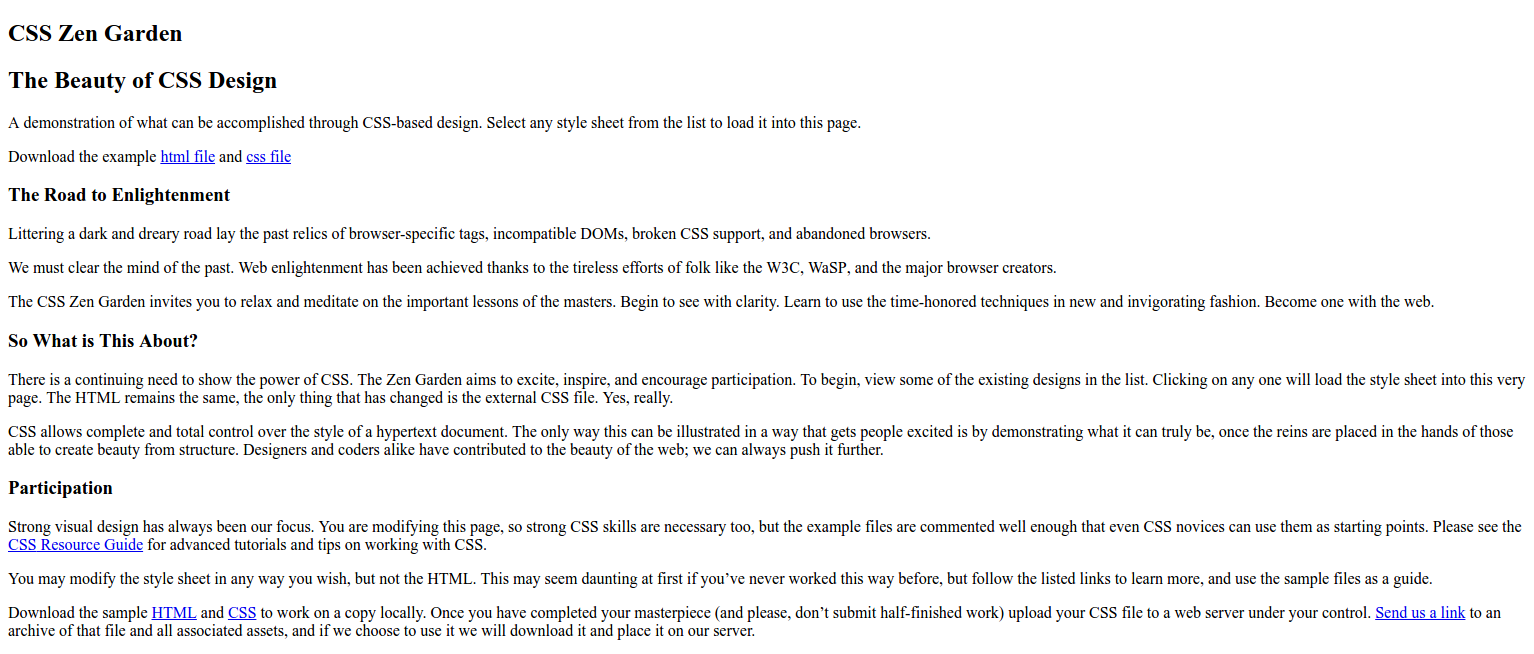 CSS Zen Garden
The Beauty of CSS Design
A demonstration of what can be accomplished through CSS-based design. Select any style sheet from the list to load it into this page.
Download the example html file and css file
The Road to Enlightenment
Littering a dark and dreary road lay the past relics of browser-specific tags, incompatible DOMs, broken CSS support, and abandoned browsers.
We must clear the mind of the past. Web enlightenment has been achieved thanks to the tireless efforts of folk like the W3C, WaSP, and the major browser creators.
The CSS Zen Garden invites you to relax and meditate on the important lessons of the masters. Begin to see with clarity. Learn to use the time-honored techniques in new and invigorating fashion. Become one with the web.
So What is This About?
There is a continuing need to show the power of CSS. The Zen Garden aims to excite, inspire, and encourage participation. To begin, view some of the existing designs in the list. Clicking on any one will load the style sheet into this very
page. The HTML remains the same, the only thing that has changed is the external CSS file. Yes, really.
CSS allows complete and total control over the style of a hypertext document. The only way this can be illustrated in a way that gets people excited is by demonstrating what it can truly be, once the reins are placed in the hands of those
able to create beauty from structure. Designers and coders alike have contributed to the beauty of the web; we can always push it further.
Participation
Strong visual design has always been our focus. You are modifying this page, so strong CSS skills are necessary too, but the example files are commented well enough that even CSS novices can use them as starting points. Please see the
CSS Resource Guide for advanced tutorials and tips on working with CSS.
You may modify the style sheet in any way you wish, but not the HTML. This may seem daunting at first if you’ve never worked this way before, but follow the listed links to learn more, and use the sample files as a guide.
Download the sample HTML and CSS to work on a copy locally. Once you have completed your masterpiece (and please, don’t submit half-finished work) upload your CSS file to a web server under your control. Send us a link to an
archive of that file and all associated assets, and if we choose to use it we will download it and place it on our server.